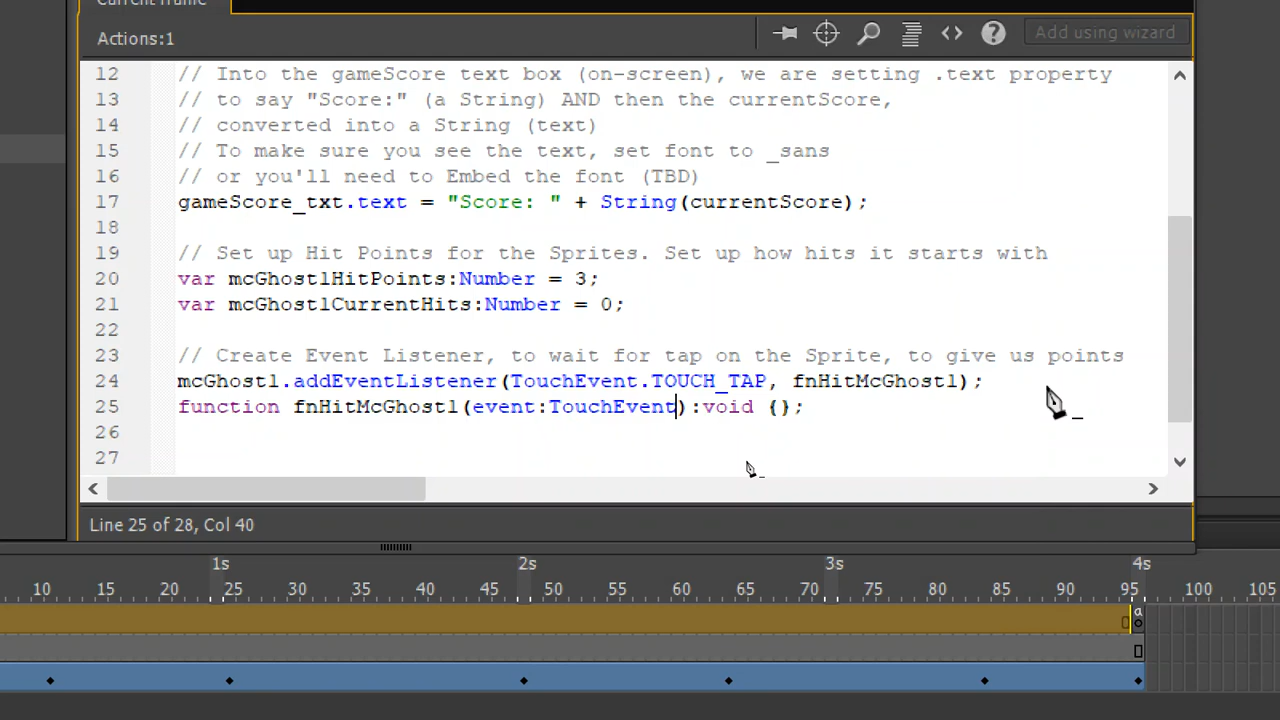 Current frame
Actions:1
Add using wizard
12 // Into the gameScore text box (on-screen), we are setting .text property
13 // to say "Score:" (a String) AND then the currentScore,
14 // converted into a String (text)
15 // To make sure you see the text, set font to _sans
16 // or you'll need to Embed the font (TBD)
17 gameScore_txt.text = "Score: " + String(currentScore);
18
19 // Set up Hit Points for the Sprites. Set up how hits it starts with
20 var mcGhost1HitPoints:Number = 3;
21 var mcGhost1CurrentHits:Number = 0;
22
23 // Create Event Listener, to wait for tap on the Sprite, to give us points
24 mcGhost1.addEventListener(TouchEvent.TOUCH_TAP, fnHitMcGhost1);
25 function fnHitMcGhost1(event:TouchEvent):void {};
26
27
Line 25 of 28, Col 40
1s 2s 3s 4s
10 15 20 25 30 35 40 45 50 55 60 65 70 75 80 85 90 95 100 105
a